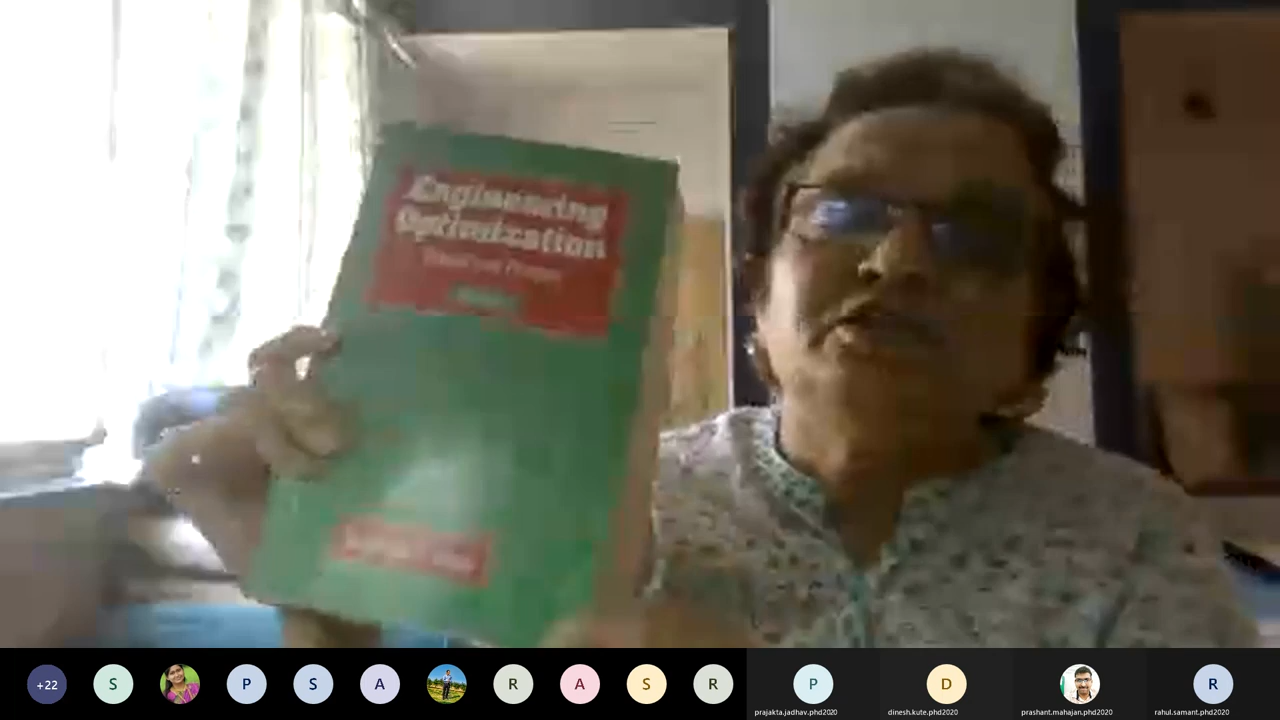 Engineering
Optimization
+22
S
P
S
A
R
A
S
R
P
D
R
prajakta.jadhav.phd2020
dinesh.kute.phd2020
prashant.mahajan.phd2020
rahul.samant.phd2020